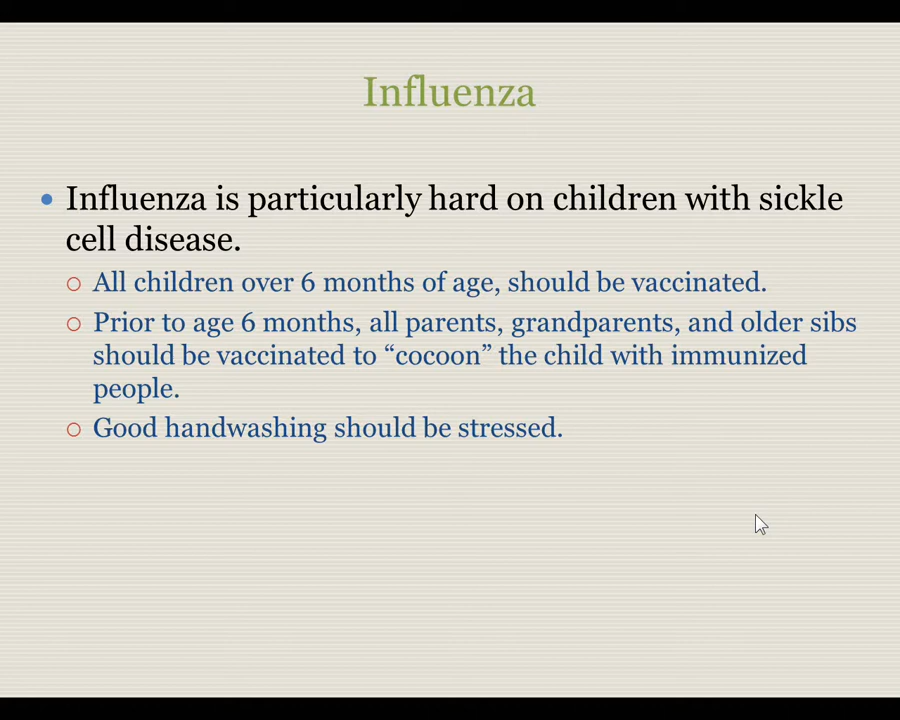 Influenza
Influenza is particularly hard on children with sickle
cell disease.
All children over 6 months of age, should be vaccinated.
Prior to age 6 months, all parents, grandparents, and older sibs
should be vaccinated to “cocoon” the child with immunized
people.
Good handwashing should be stressed.